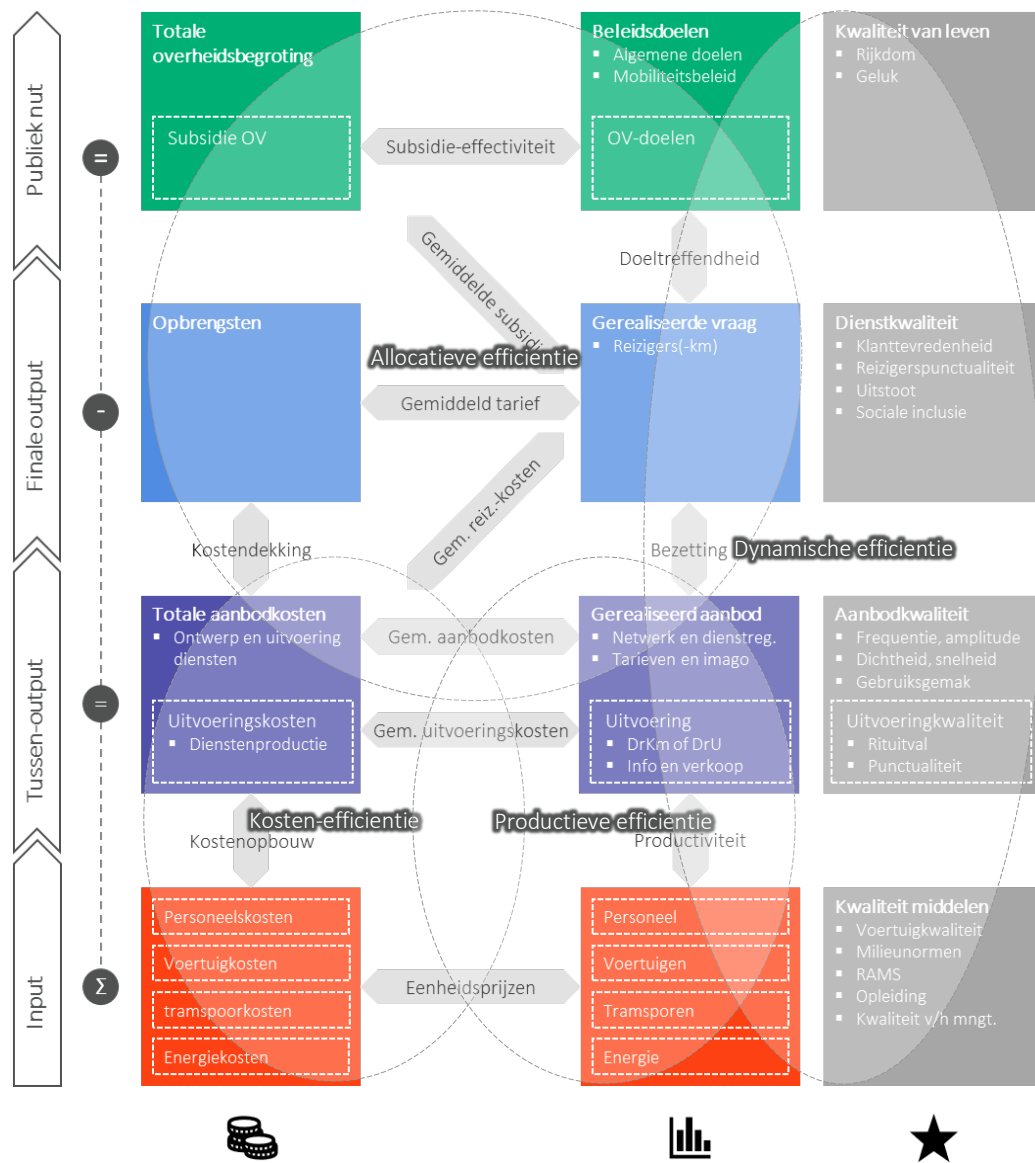 Publiek nut
Finale output
Tussen-output
Input
=
-
=
Σ
Totale
overheidsbegroting
Subsidie OV
Subsidie-effectiviteit
Beleidsdoelen
▪ Algemene doelen
▪ Mobiliteitsbeleid
OV-doelen
Kwaliteit van leven
▪ Rijkdom
▪ Geluk
Gemiddelde subsidie
Doeltreffendheid
Opbrengsten
Allocatieve efficientie
Gemiddeld tarief
Gerealiseerde vraag
▪ Reizigers(-km)
Dienstkwaliteit
▪ Klanttevredenheid
▪ Reizigerspunctualiteit
▪ Uitstoot
▪ Sociale inclusie
Kostendekking
Gem. reiz.-kosten
Bezetting
Dynamische efficientie
Totale aanbodkosten
▪ Ontwerp en uitvoering
diensten
Uitvoeringskosten
▪ Dienstenproductie
Gem. aanbodkosten
Gem. uitvoeringskosten
Gerealiseerd aanbod
▪ Netwerk en dienstreg.
▪ Tarieven en imago
Uitvoering
▪ DrKm of DrU
▪ Info en verkoop
Aanbodkwaliteit
▪ Frequentie, amplitude
▪ Dichtheid, snelheid
▪ Gebruiksgemak
Uitvoeringkwaliteit
▪ Rituitval
▪ Punctualiteit
Kosten-efficientie
Kostenopbouw
Productieve efficientie
Productiviteit
Personeelskosten
Voertuigkosten
tramspoorkosten
Energiekosten
Eenheidsprijzen
Personeel
Voertuigen
Tramsporen
Energie
Kwaliteit middelen
▪ Voertuigkwaliteit
▪ Milieunormen
▪ RAMS
▪ Opleiding
▪ Kwaliteit v/h mngt.